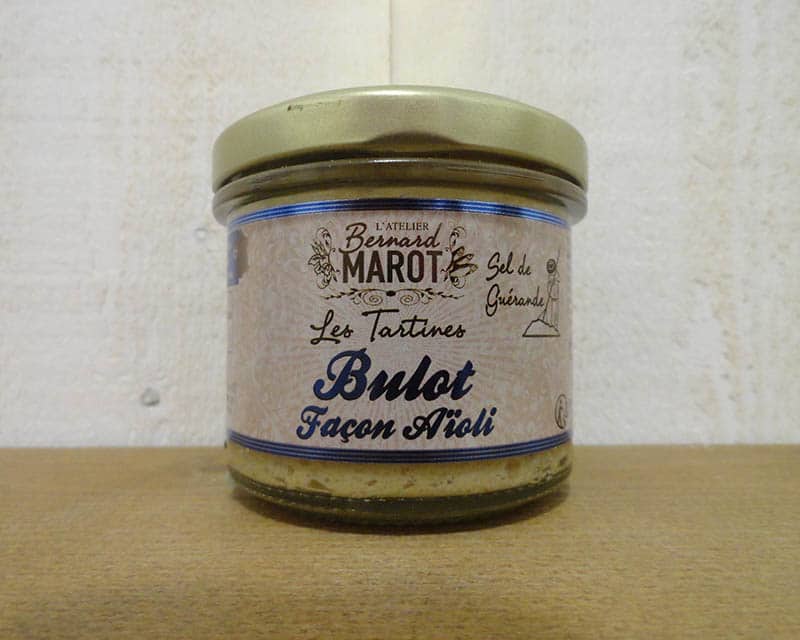 L'ATELIER
Bernard
MAROT
Sel de
Guérande
Les Tartines
Bulot
Façon Aïoli